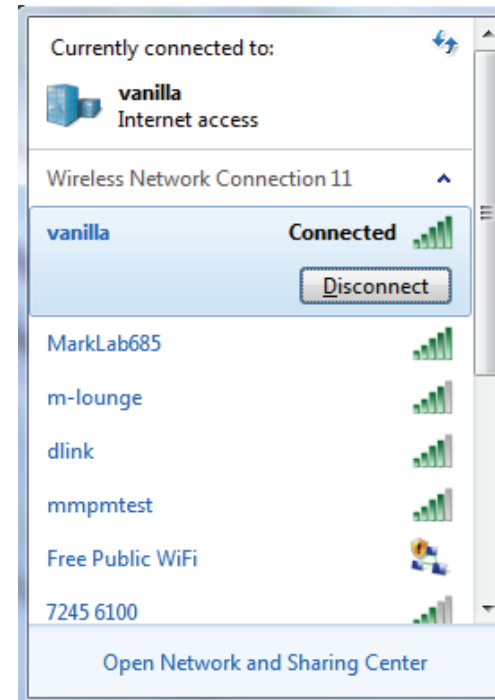 Currently connected to:
vanilla
Internet access
Wireless Network Connection 11
vanilla Connected
Disconnect
MarkLab685
m-lounge
dlink
mmpmtest
Free Public WiFi
7245 6100
Open Network and Sharing Center